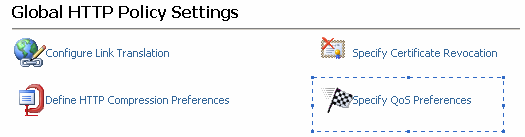 Global HTTP Policy Settings
Configure Link Translation
Specify Certificate Revocation
Define HTTP Compression Preferences
Specify QoS Preferences